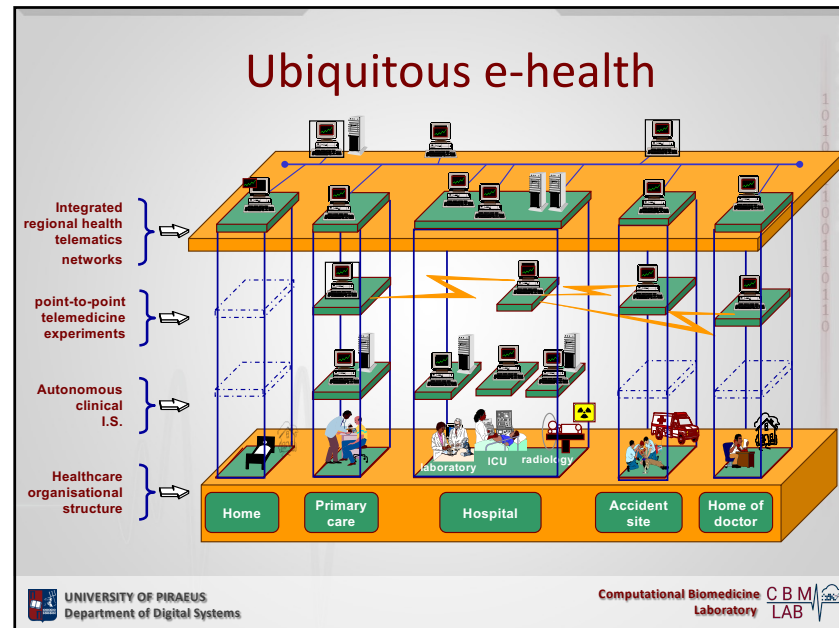 Ubiquitous e-health
Integrated
regional health
telematics
networks
point-to-point
telemedicine
experiments
Autonomous
clinical
I.S.
Healthcare
organisational
structure
laboratory
ICU
radiology
Home
Primary
care
Hospital
Accident
site
Home of
doctor
UNIVERSITY OF PIRAEUS
Department of Digital Systems
Computational Biomedicine
Laboratory
C B M
LAB